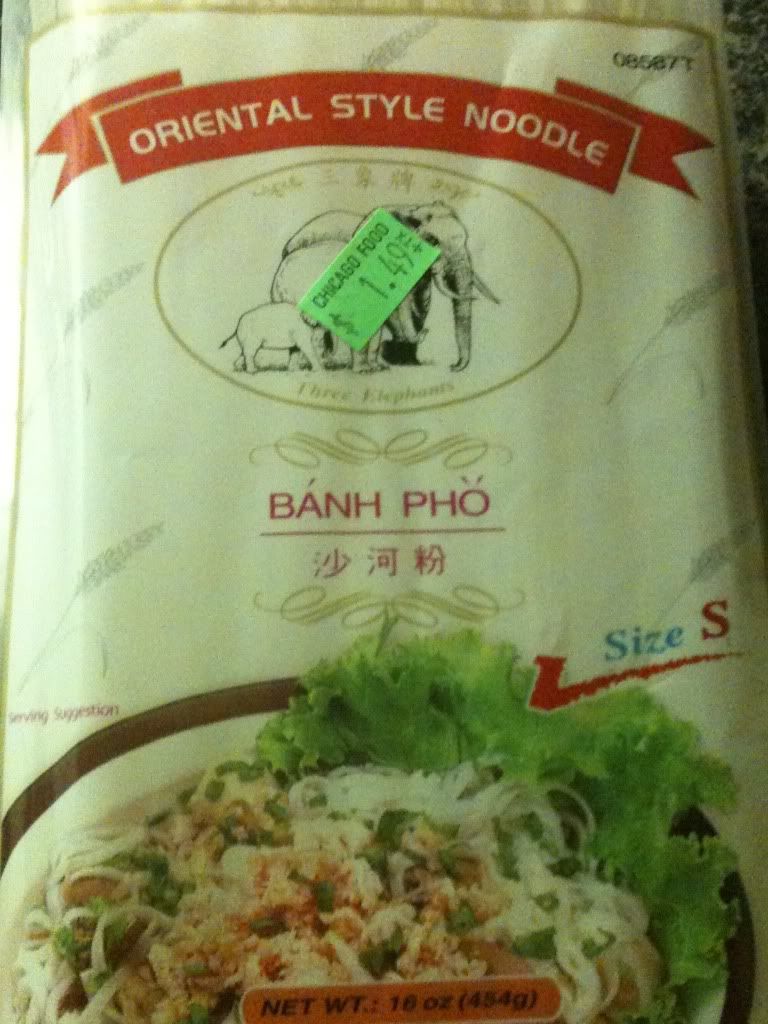 08587T
ORIENTAL STYLE NOODLE
三象牌
CHICAGO FOOD
$ 1.49
Three Elephants
BÁNH PHỞ
沙河粉
Size S
Serving Suggestion
NET WT.: 16 oz (454g)